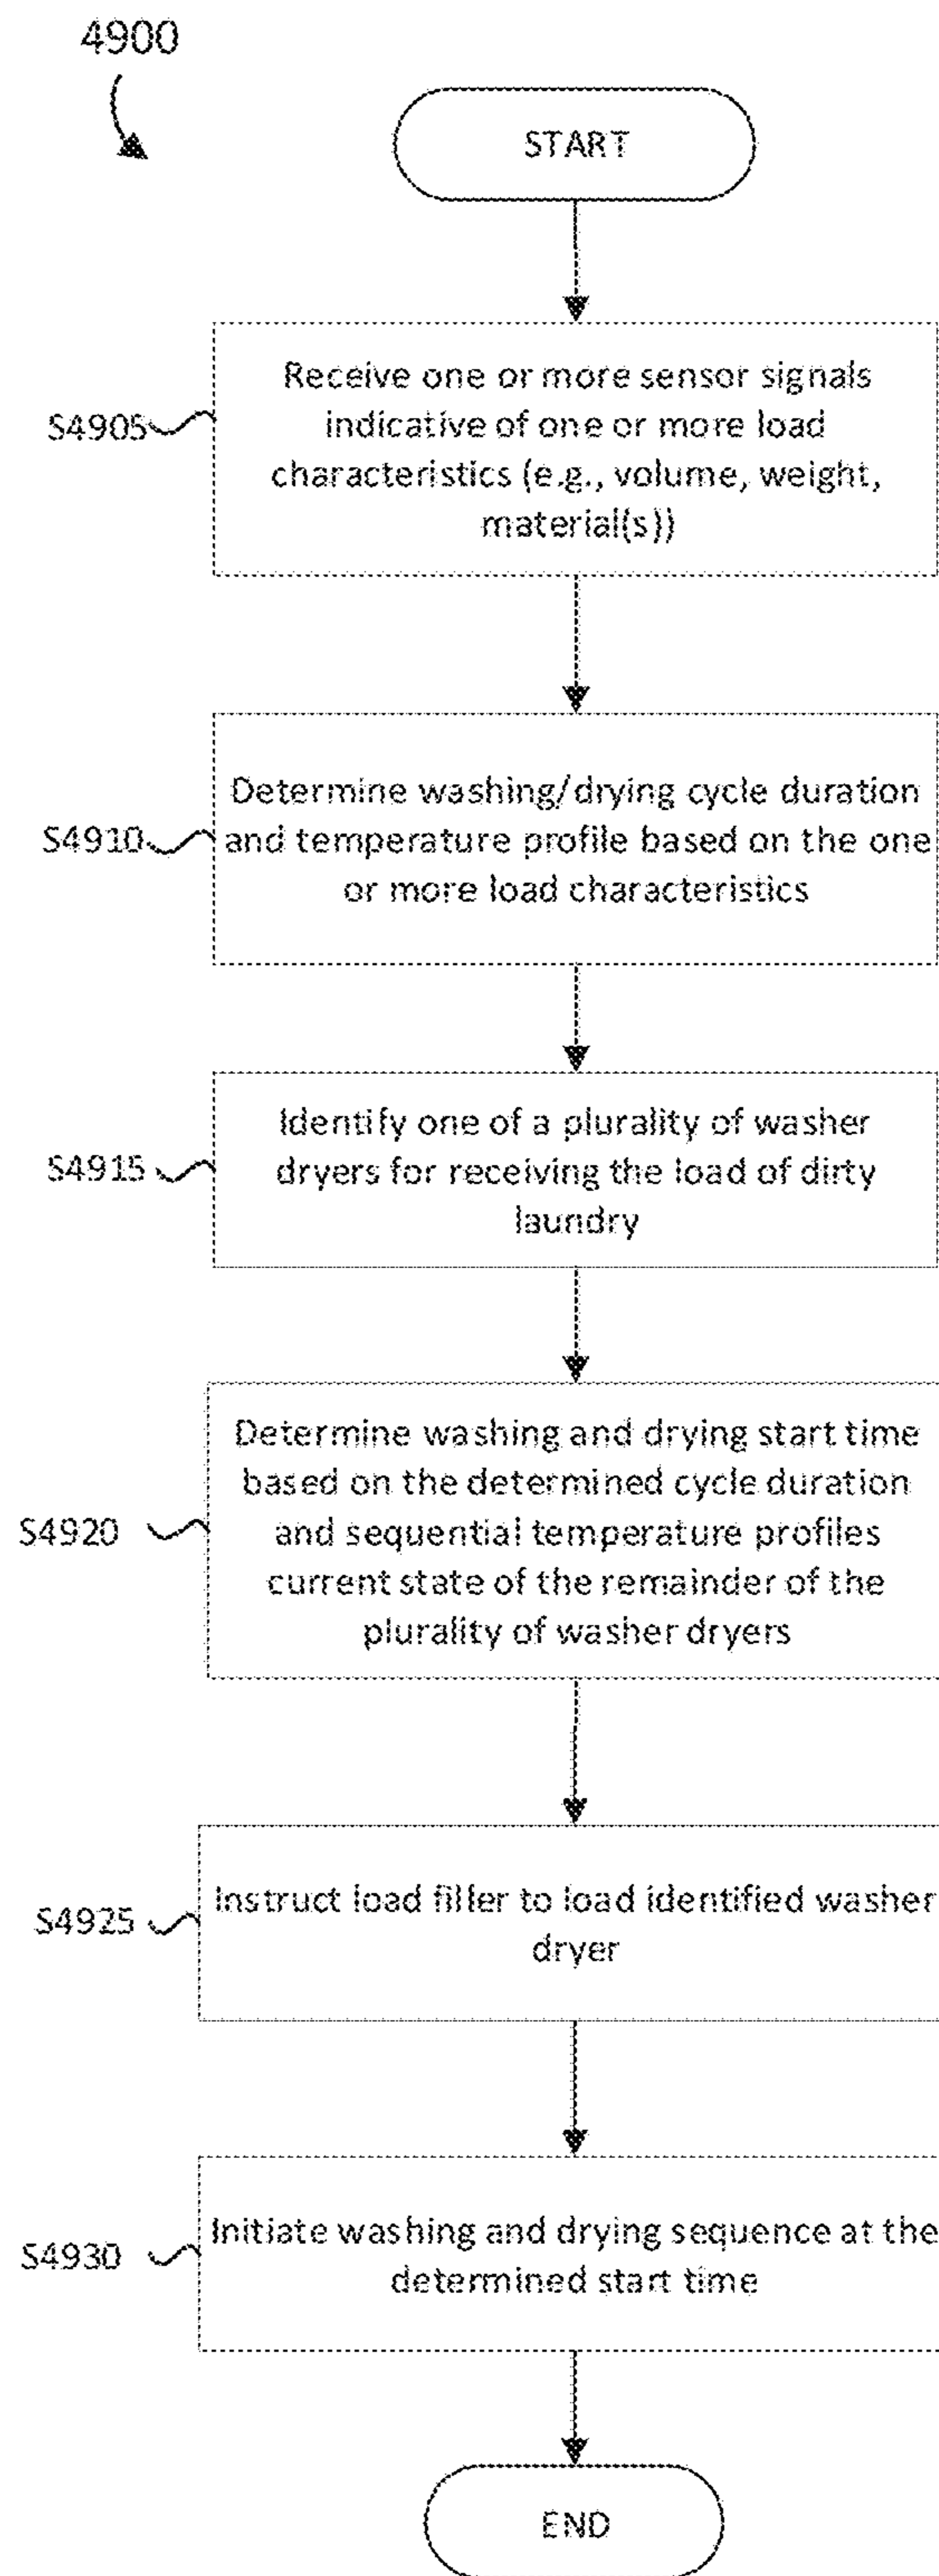 4900
START
S4905
Receive one or more sensor signals
indicative of one or more load
characteristics (e.g., volume, weight,
material(s))
S4910
Determine washing/drying cycle duration
and temperature profile based on the one
or more load characteristics
S4915
Identify one of a plurality of washer
dryers for receiving the load of dirty
laundry
S4920
Determine washing and drying start time
based on the determined cycle duration
and sequential temperature profiles
current state of the remainder of the
plurality of washer dryers
S4925
Instruct load filler to load identified washer
dryer
S4930
Initiate washing and drying sequence at the
determined start time
END